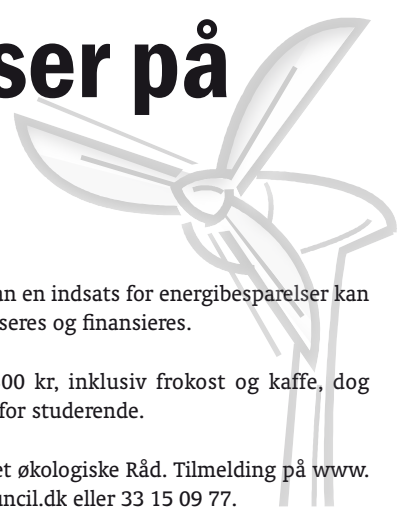 ser på
en indsats for energibesparelser kan
seres og finansieres.
00 kr, inklusiv frokost og kaffe, dog
for studerende.
et økologiske Råd. Tilmelding på www.
uncil.dk eller 33 15 09 77.